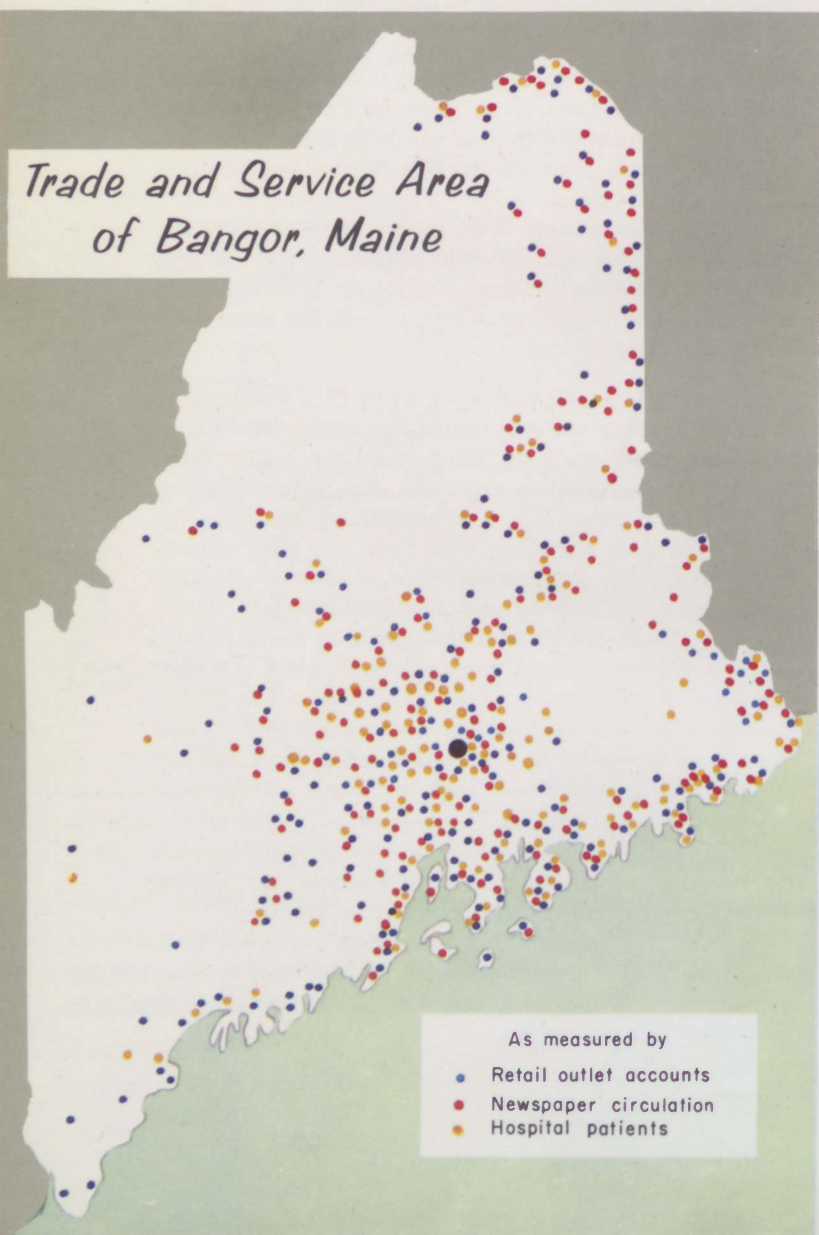 Trade and Service Area
of Bangor, Maine
As measured by
Retail outlet accounts
Newspaper circulation
Hospital patients